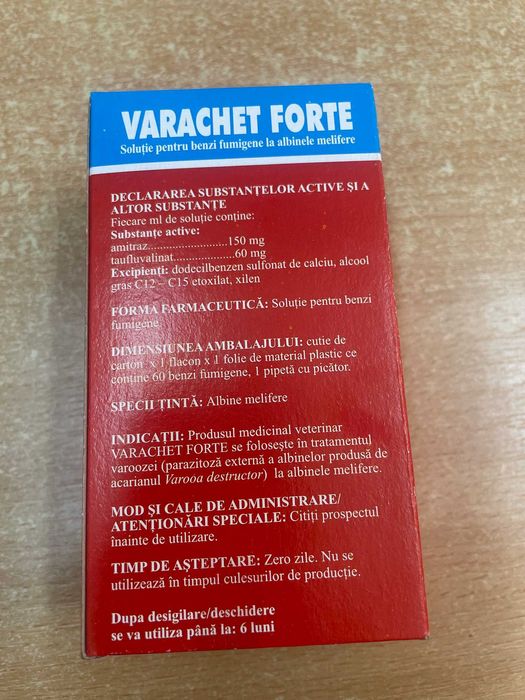 VARACHET FORTE
Soluție pentru benzi fumigene la albinele melifere
DECLARAREA SUBSTANȚELOR ACTIVE ȘI A
ALTOR SUBSTANȚE
Fiecare ml de soluție conține:
Substanțe active:
amitraz..........................150 mg
taufluvalinat....................60 mg
Excipienți: dodecilbenzen sulfonat de calciu, alcool
gras C12 – C15 etoxilat, xilen
FORMA FARMACEUTICĂ: Soluție pentru benzi
fumigene
DIMENSIUNEA AMBALAJULUI: cutie de
carton x 1 flacon x 1 folie de material plastic ce
conține 60 benzi fumigene, 1 pipetă cu picător.
SPECII ȚINTĂ: Albine melifere
INDICAȚII: Produsul medicinal veterinar
VARACHET FORTE se folosește în tratamentul
varoozei (parazitoză externă a albinelor produsă de
acarianul Varooa destructor) la albinele melifere.
MOD ȘI CALE DE ADMINISTRARE/
ATENȚIONĂRI SPECIALE: Citiți prospectul
înainte de utilizare.
TIMP DE AȘTEPTARE: Zero zile. Nu se
utilizează în timpul culesurilor de producție.
Dupa desigilare/deschidere
se va utiliza până la: 6 luni